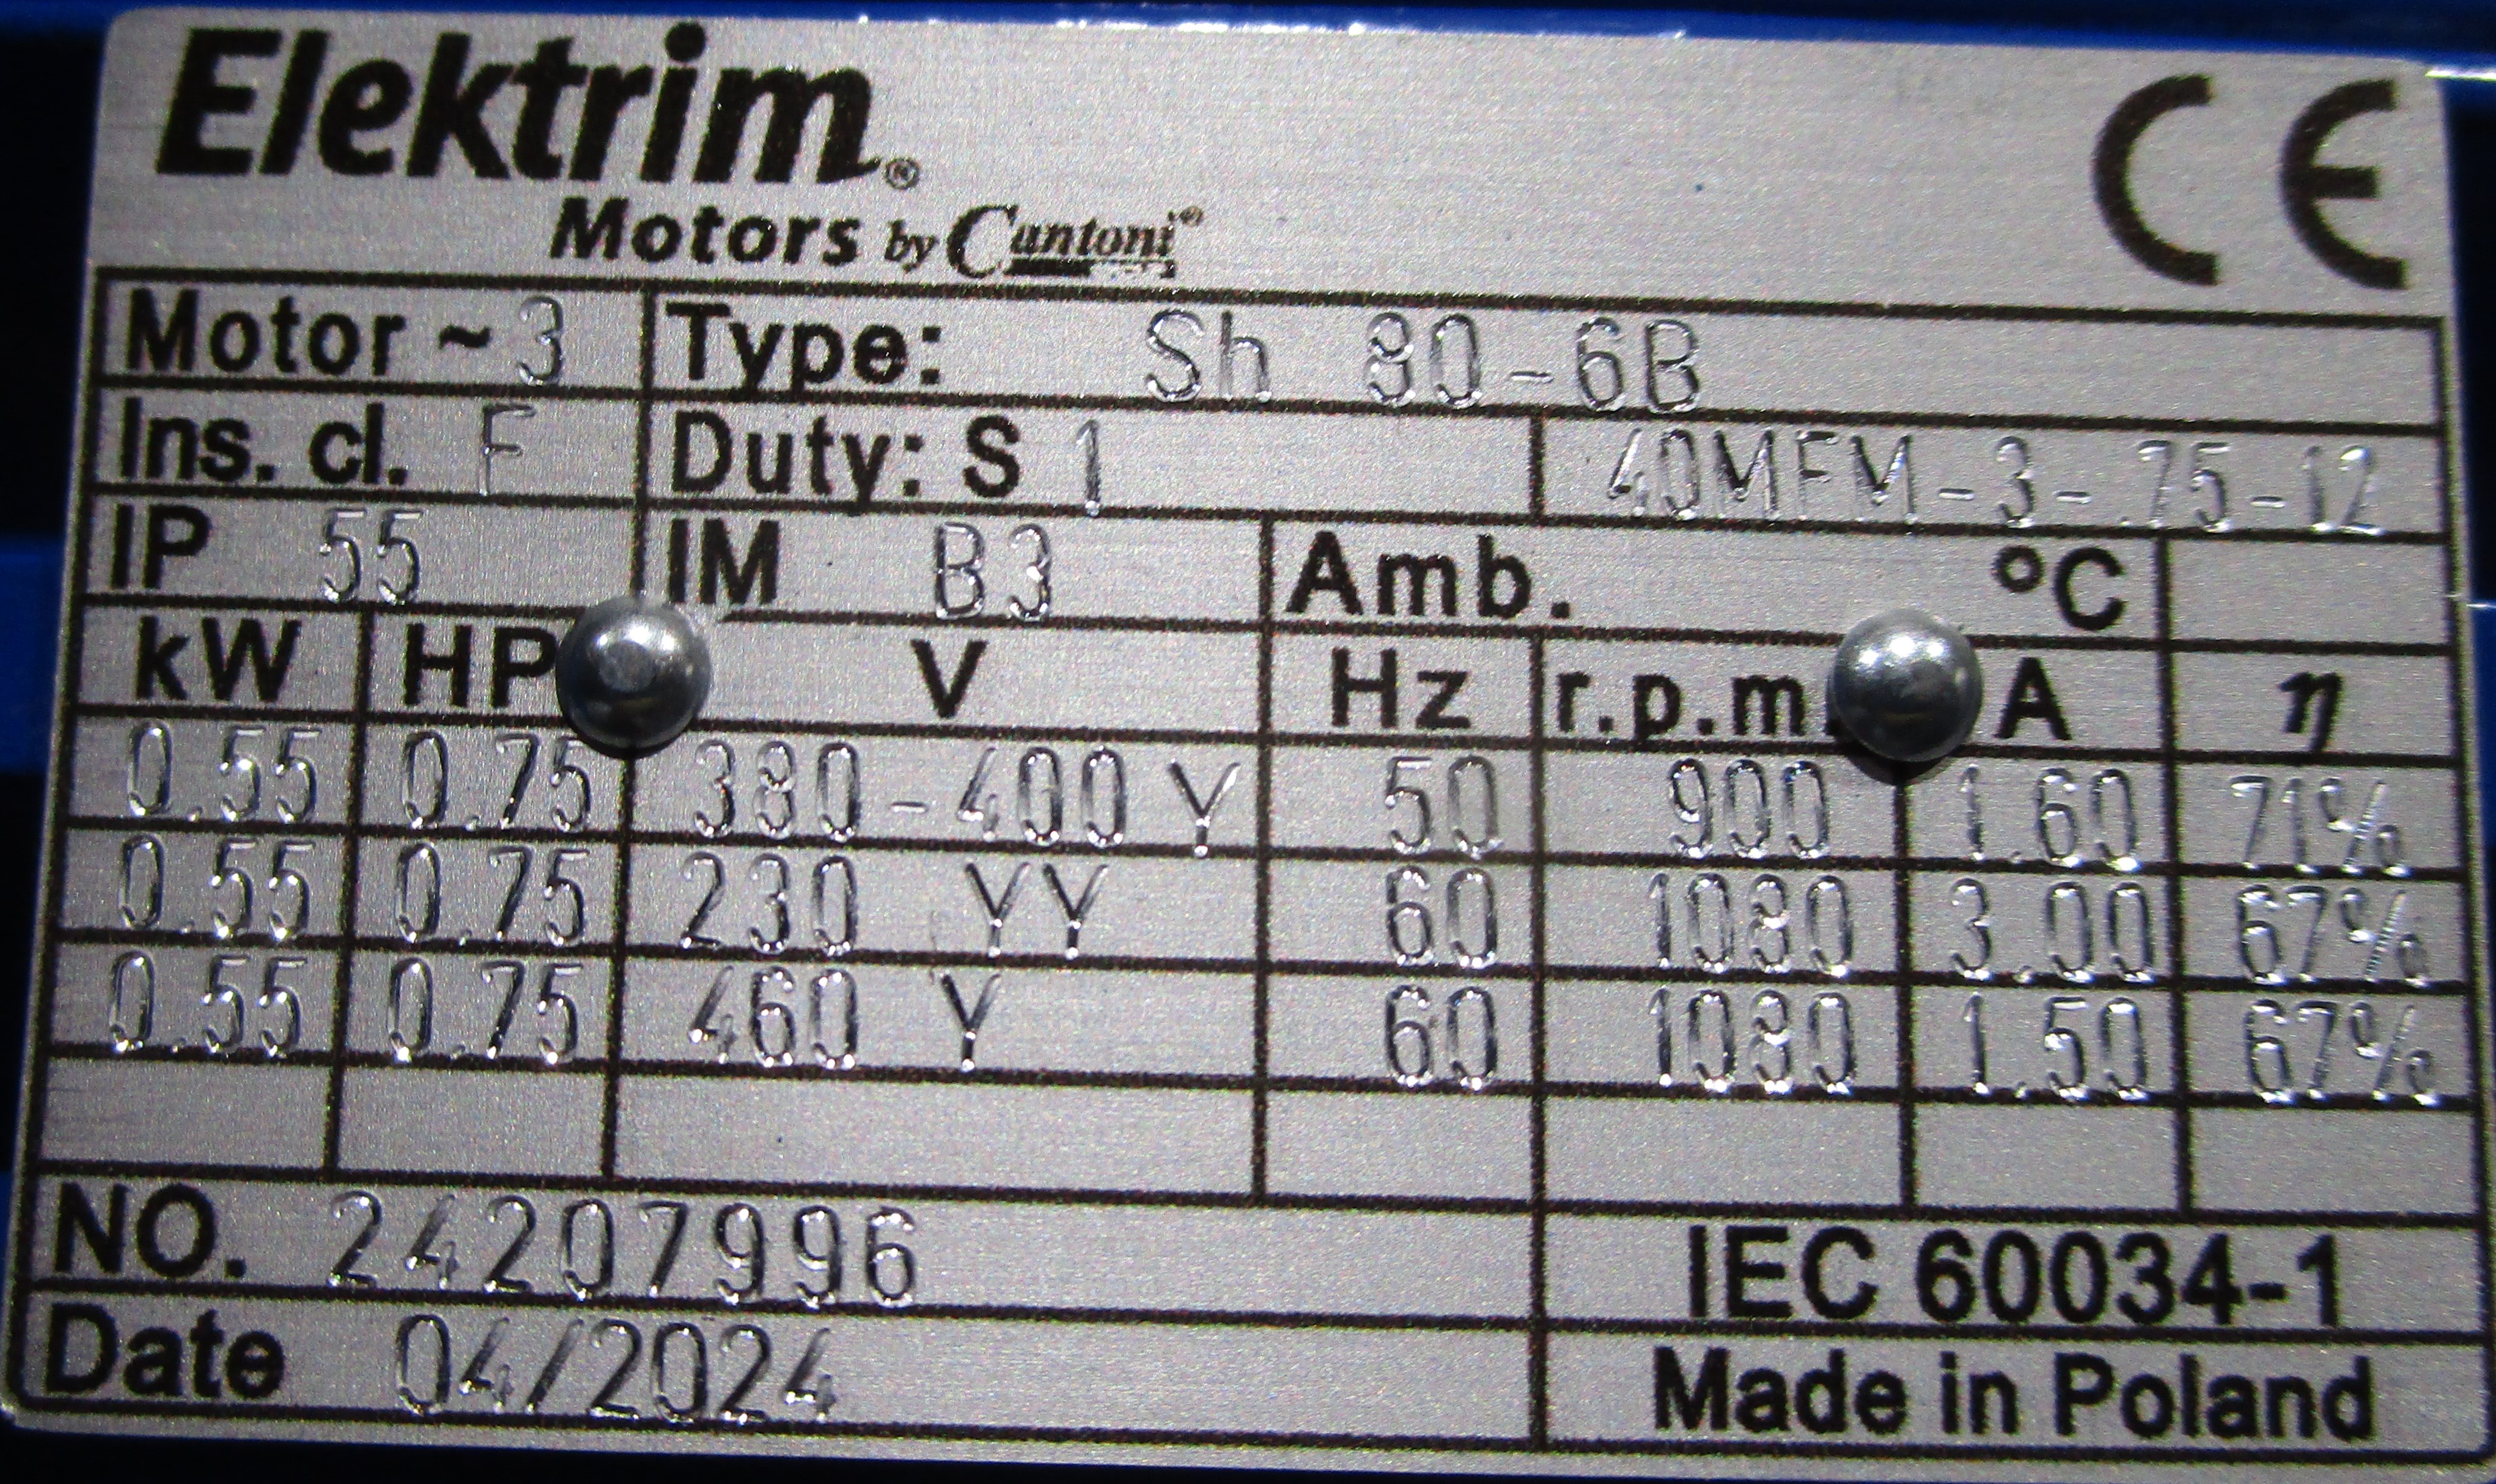 Elektrim®
Motors by Cantoni®
CE
Motor ~ 3 Type: Sh 80-6B
Ins. cl. F Duty: S 1 40MFM-3-.75-12
IP 55 IM B3 Amb. °C
kW HP V Hz r.p.m. A η
0.55 0.75 380-400 Y 50 900 1.60 71%
0.55 0.75 230 YY 60 1080 3.00 67%
0.55 0.75 460 Y 60 1080 1.50 67%
NO. 24207996 IEC 60034-1
Date 04/2024 Made in Poland